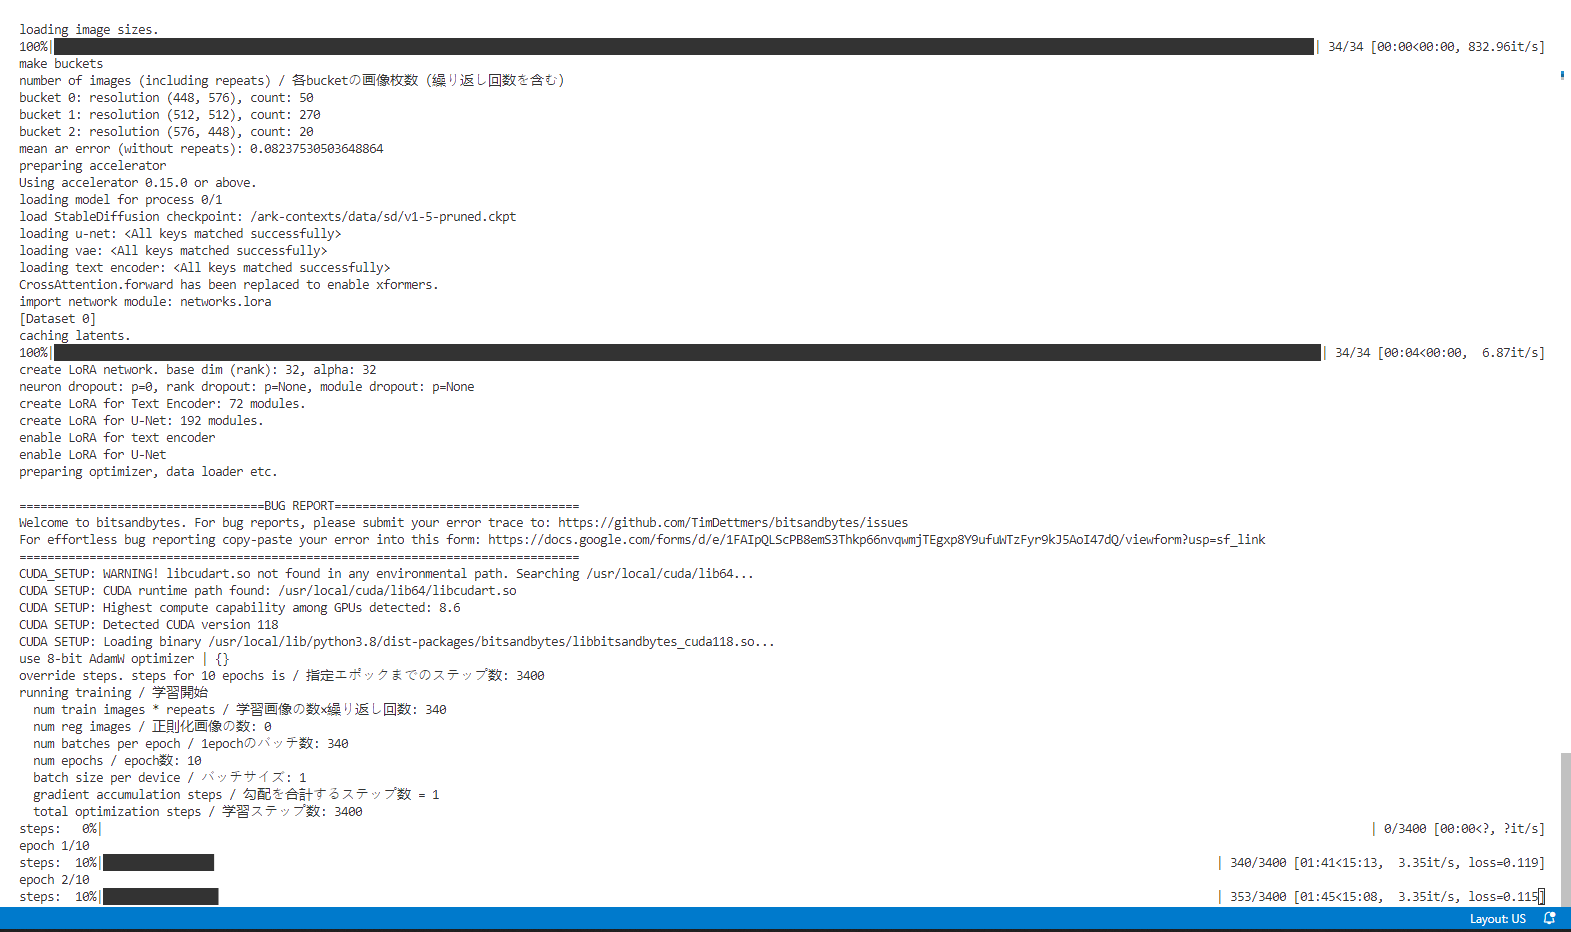 loading image sizes.
100%| | 34/34 [00:00<00:00, 832.96it/s]
make buckets
number of images (including repeats) / 各bucketの画像枚数（繰り返し回数を含む）
bucket 0: resolution (448, 576), count: 50
bucket 1: resolution (512, 512), count: 270
bucket 2: resolution (576, 448), count: 20
mean ar error (without repeats): 0.08237530503648864
preparing accelerator
Using accelerator 0.15.0 or above.
loading model for process 0/1
load StableDiffusion checkpoint: /ark-contexts/data/sd/v1-5-pruned.ckpt
loading u-net: <All keys matched successfully>
loading vae: <All keys matched successfully>
loading text encoder: <All keys matched successfully>
CrossAttention.forward has been replaced to enable xformers.
import network module: networks.lora
[Dataset 0]
caching latents.
100%| | 34/34 [00:04<00:00,  6.87it/s]
create LoRA network. base dim (rank): 32, alpha: 32
neuron dropout: p=0, rank dropout: p=None, module dropout: p=None
create LoRA for Text Encoder: 72 modules.
create LoRA for U-Net: 192 modules.
enable LoRA for text encoder
enable LoRA for U-Net
preparing optimizer, data loader etc.
===================================BUG REPORT===================================
Welcome to bitsandbytes. For bug reports, please submit your error trace to: https://github.com/TimDettmers/bitsandbytes/issues
For effortless bug reporting copy-paste your error into this form: https://docs.google.com/forms/d/e/1FAIpQLScPB8emS3Thkp66nvqwmjTEgxp8Y9ufuWTzFyr9kJ5AoI47dQ/viewform?usp=sf_link
================================================================================
CUDA_SETUP: WARNING! libcudart.so not found in any environmental path. Searching /usr/local/cuda/lib64...
CUDA SETUP: CUDA runtime path found: /usr/local/cuda/lib64/libcudart.so
CUDA SETUP: Highest compute capability among GPUs detected: 8.6
CUDA SETUP: Detected CUDA version 118
CUDA SETUP: Loading binary /usr/local/lib/python3.8/dist-packages/bitsandbytes/libbitsandbytes_cuda118.so...
use 8-bit AdamW optimizer | {}
override steps. steps for 10 epochs is / 指定エポックまでのステップ数: 3400
running training / 学習開始
  num train images * repeats / 学習画像の数×繰り返し回数: 340
  num reg images / 正則化画像の数: 0
  num batches per epoch / 1epochのバッチ数: 340
  num epochs / epoch数: 10
  batch size per device / バッチサイズ: 1
  gradient accumulation steps / 勾配を合計するステップ数 = 1
  total optimization steps / 学習ステップ数: 3400
steps:   0%| | 0/3400 [00:00<?, ?it/s]
epoch 1/10
steps:  10%| | 340/3400 [01:41<15:13,  3.35it/s, loss=0.119]
epoch 2/10
steps:  10%| | 353/3400 [01:45<15:08,  3.35it/s, loss=0.115]
Layout: US